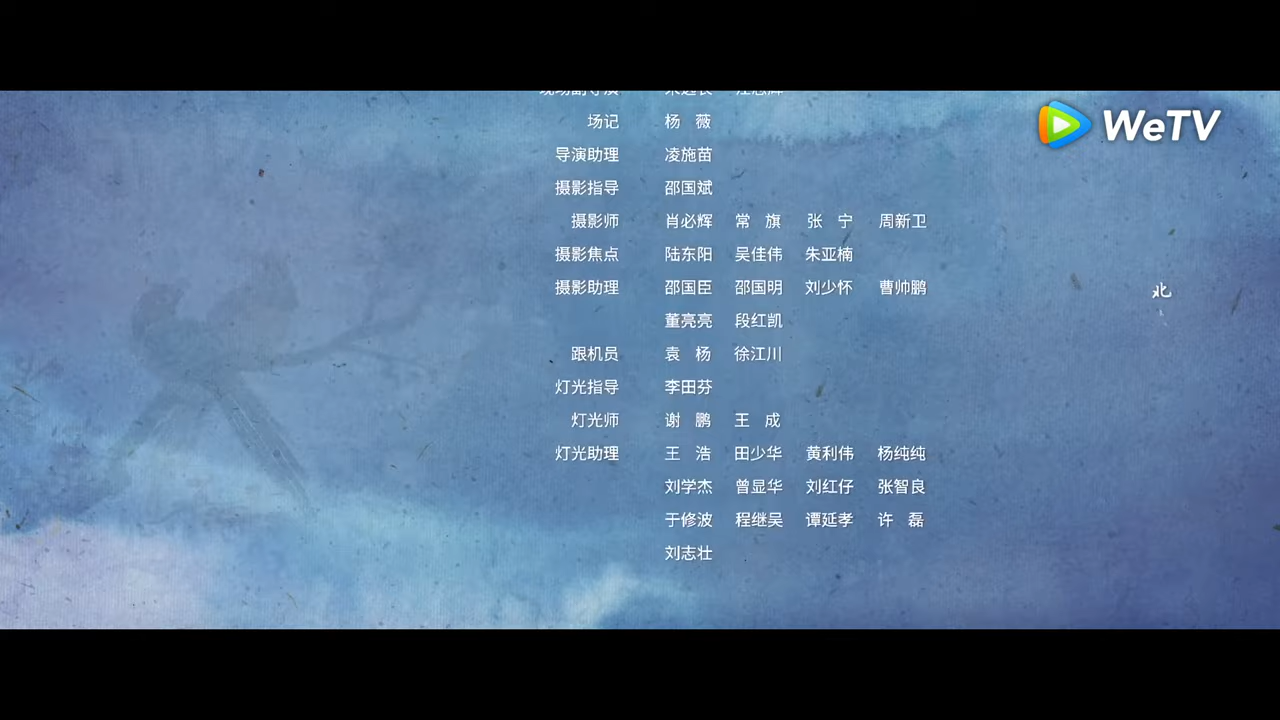 WeTV
场记 杨 薇
导演助理 凌施苗
摄影指导 邵国斌
摄影师 肖必辉 常 旗 张 宁 周新卫
摄影焦点 陆东阳 吴佳伟 朱亚楠
摄影助理 邵国臣 邵国明 刘少怀 曹帅鹏
董亮亮 段红凯
跟机员 袁 杨 徐江川
灯光指导 李田芬
灯光师 谢 鹏 王 成
灯光助理 王 浩 田少华 黄利伟 杨纯纯
刘学杰 曾显华 刘红仔 张智良
于修波 程继吴 谭延孝 许 磊
刘志壮
北